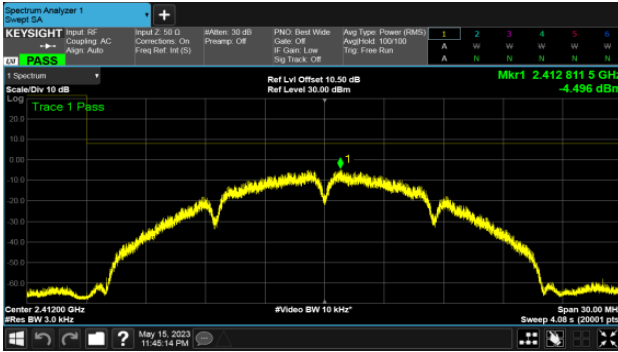 Spectrum Analyzer 1
Swept SA
+
KEYSIGHT Input: RF Input Z: 50 Ω #Atten: 30 dB PNO: Best Wide Avg Type: Power (RMS) 1 2 3 4 5 6
Coupling: AC Corrections: On Preamp: Off Gate: Off Avg|Hold: 100/100 A W W W W W
Align: Auto Freq Ref: Int (S) IF Gain: Low Trig: Free Run
LXI PASS Sig Track: Off A N N N N N
1 Spectrum Ref Lvl Offset 10.50 dB Mkr1 2.412 811 5 GHz
Scale/Div 10 dB Ref Level 30.00 dBm -4.496 dBm
Log
Trace 1 Pass
20.0
10.0
0.00
-10.0
-20.0
-30.0
-40.0
-50.0
-60.0
1
Center 2.41200 GHz #Video BW 10 kHz* Span 30.00 MH
#Res BW 3.0 kHz Sweep 4.08 s (20001 pts
? May 15, 2023
11:45:14 PM